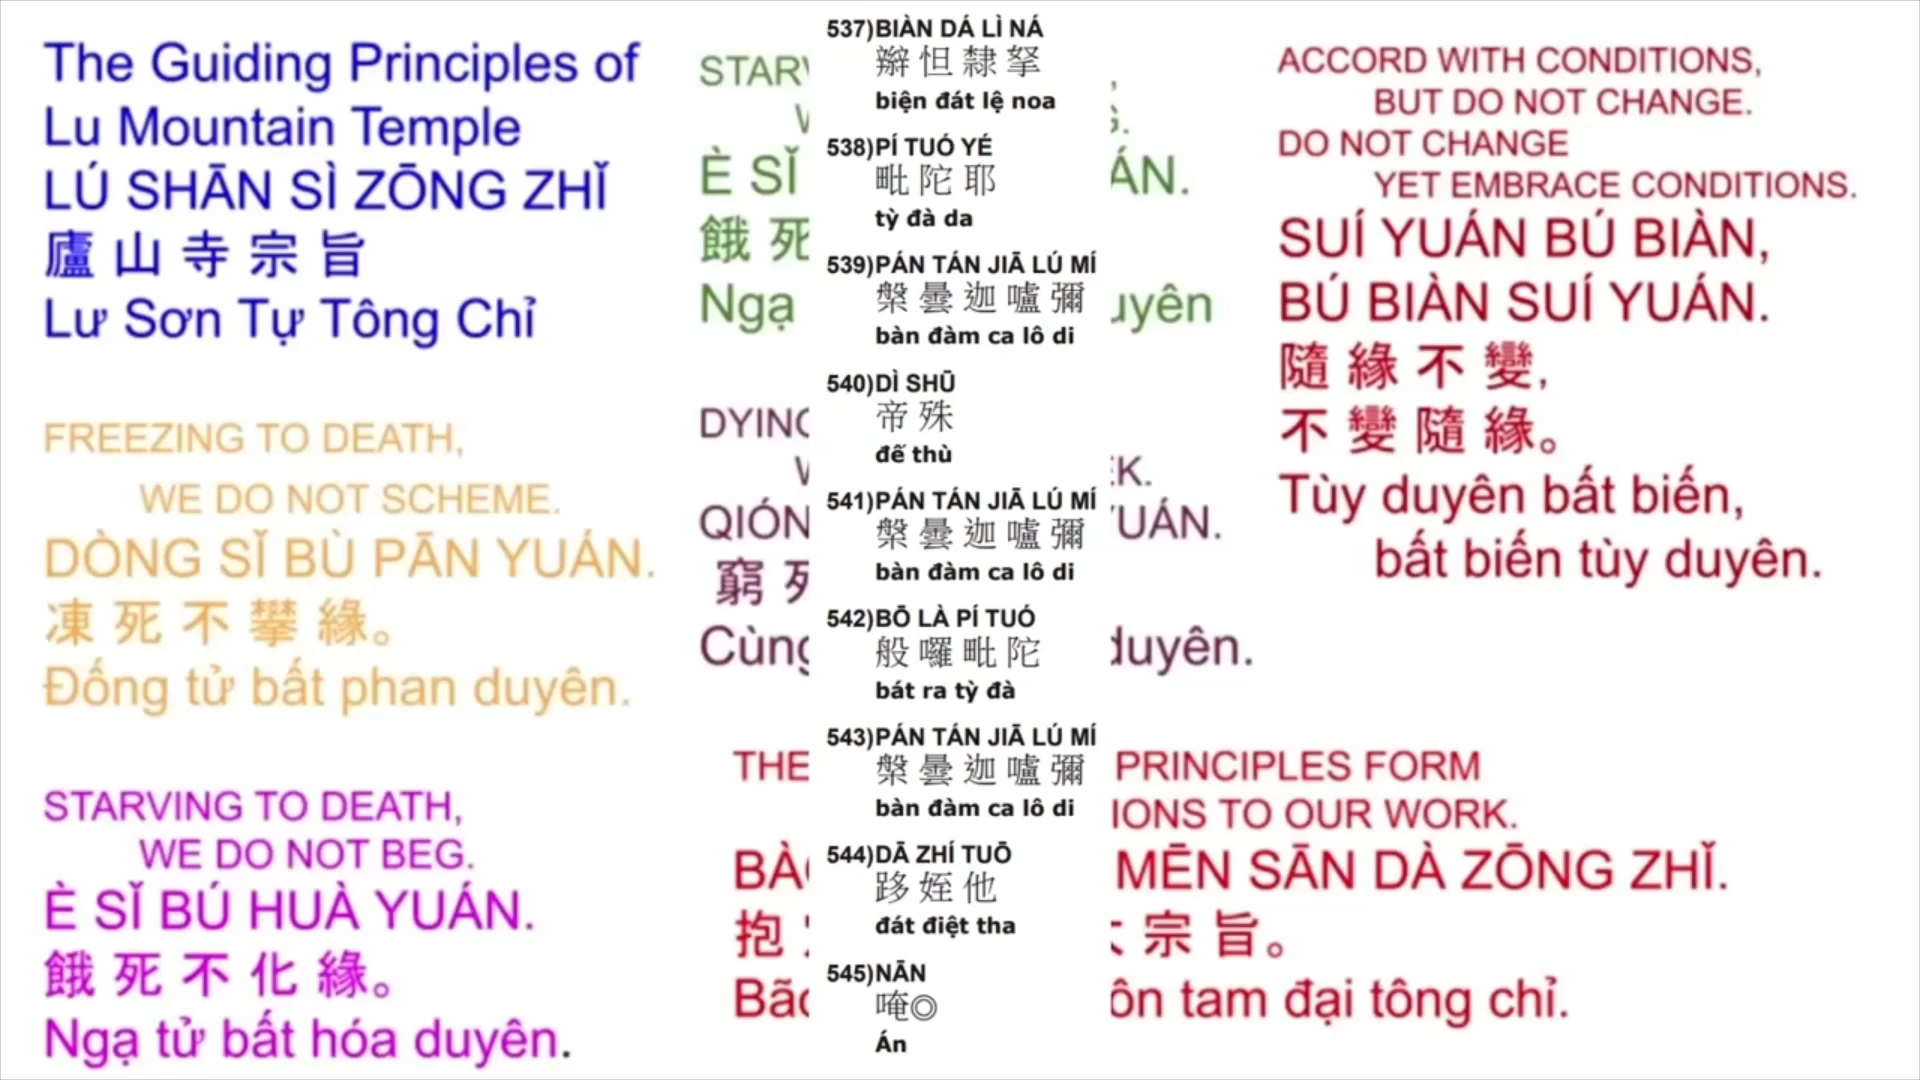 The Guiding Principles of
Lu Mountain Temple
LÚ SHĀN SÌ ZŌNG ZHǏ
廬 山 寺 宗 旨
Lư Sơn Tự Tông Chỉ
FREEZING TO DEATH,
WE DO NOT SCHEME.
DÒNG SǏ BÙ PĀN YUÁN.
凍 死 不 攀 緣。
Đống tử bất phan duyên.
STARVING TO DEATH,
WE DO NOT BEG.
È SǏ BÚ HUÀ YUÁN.
餓 死 不 化 緣。
Ngạ tử bất hóa duyên.
È SǏ
餓 死
Ngạ
537)BIÀN DÁ LÌ NÁ
辮 怛 隸 拏
biện đát lệ noa
538)PÍ TUÓ YÉ
毗 陀 耶
tỳ đà da
539)PÁN TÁN JIĀ LÚ MÍ
槃 曇 迦 嚧 彌
bàn đàm ca lô di
540)DÌ SHŪ
帝 殊
đế thù
541)PÁN TÁN JIĀ LÚ MÍ
槃 曇 迦 嚧 彌
bàn đàm ca lô di
542)BŌ LÀ PÍ TUÓ
般 囉 毗 陀
bát ra tỳ đà
543)PÁN TÁN JIĀ LÚ MÍ
槃 曇 迦 嚧 彌
bàn đàm ca lô di
544)DĀ ZHÍ TUŌ
跢 姪 他
đát điệt tha
545)NĀN
唵◎
Án
窮 死
duyên.
THE PRINCIPLES FORM
TO OUR WORK.
MĒN SĀN DÀ ZŌNG ZHǏ.
抱 宗 旨。
tam đại tông chỉ.
ACCORD WITH CONDITIONS,
BUT DO NOT CHANGE.
DO NOT CHANGE
YET EMBRACE CONDITIONS.
SUÍ YUÁN BÚ BIÀN,
BÚ BIÀN SUÍ YUÁN.
隨 緣 不 變,
不 變 隨 緣。
Tùy duyên bất biến,
bất biến tùy duyên.